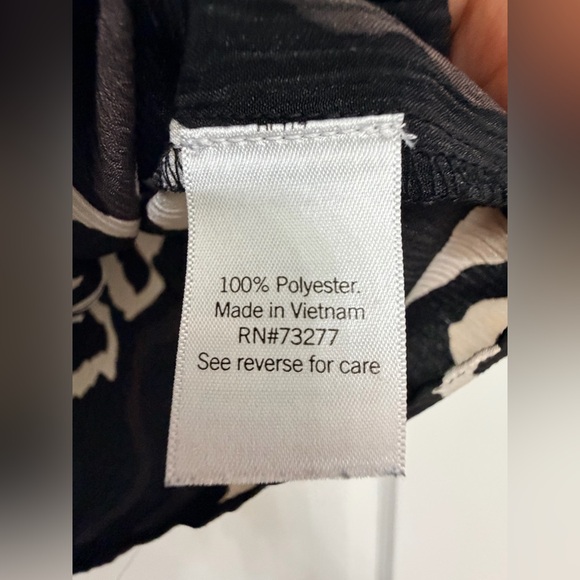 100% Polyester.
Made in Vietnam
RN#73277
See reverse for care